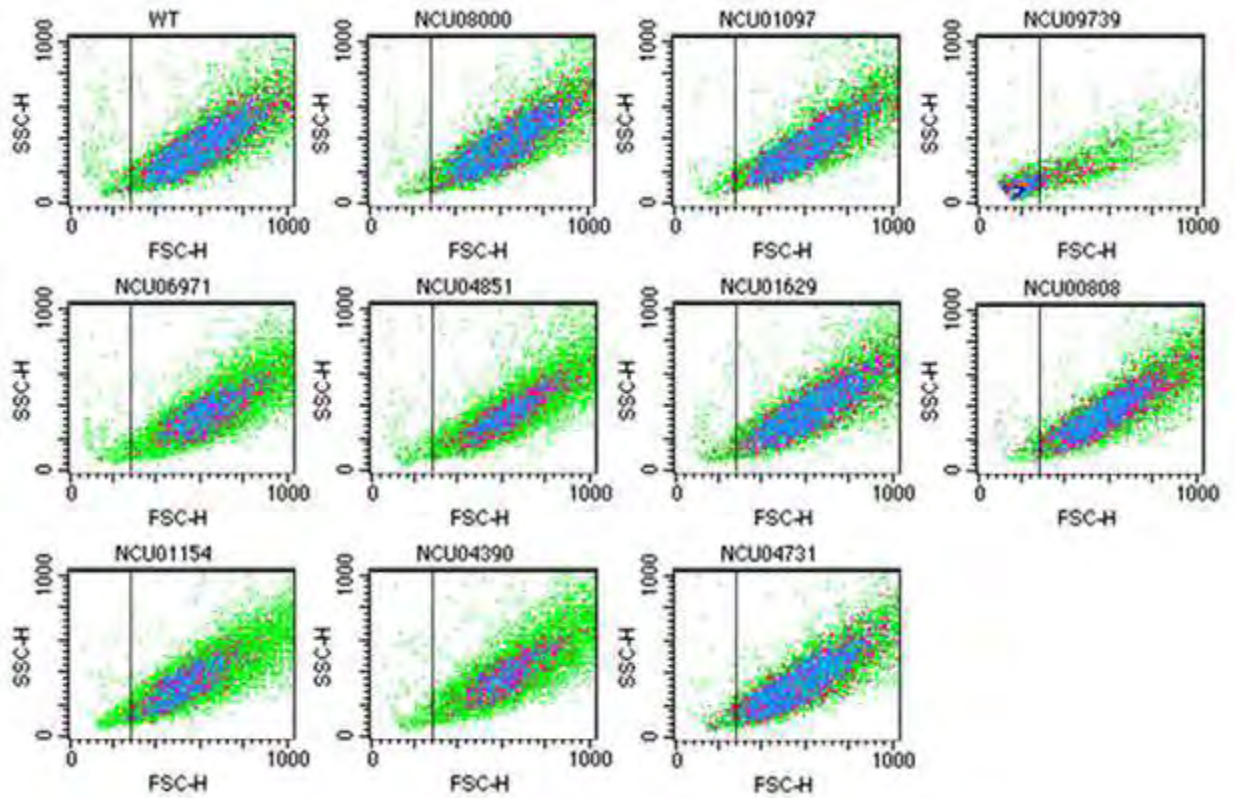 WT NCU08000 NCU01097 NCU09739
1000 1000 1000 1000
SSC-H SSC-H SSC-H SSC-H
0 0 0 0
0 1000 0 1000 0 1000 0 1000
FSC-H FSC-H FSC-H FSC-H
NCU06971 NCU04851 NCU01629 NCU00808
1000 1000 1000 1000
SSC-H SSC-H SSC-H SSC-H
0 0 0 0
0 1000 0 1000 0 1000 0 1000
FSC-H FSC-H FSC-H FSC-H
NCU01154 NCU04390 NCU04731
1000 1000 1000
SSC-H SSC-H SSC-H
0 0 0
0 1000 0 1000 0 1000
FSC-H FSC-H FSC-H